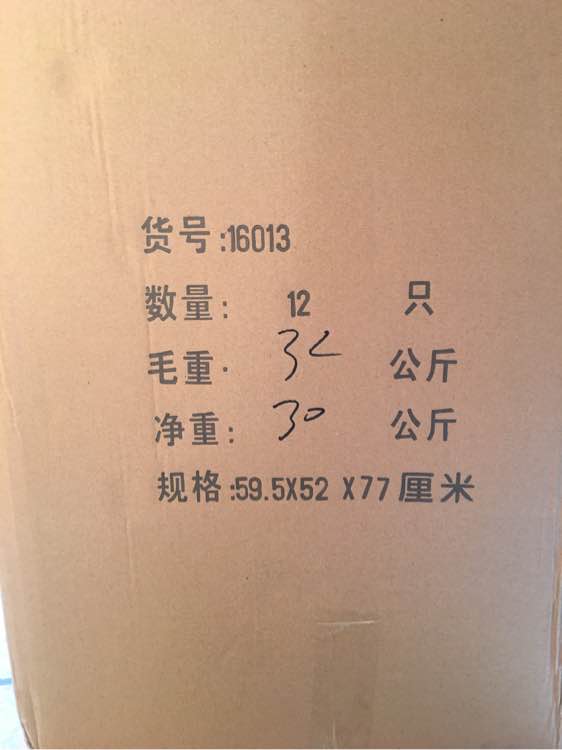 货号:16013
数量: 12 只
毛重: 32 公斤
净重: 30 公斤
规格:59.5X52 X77厘米